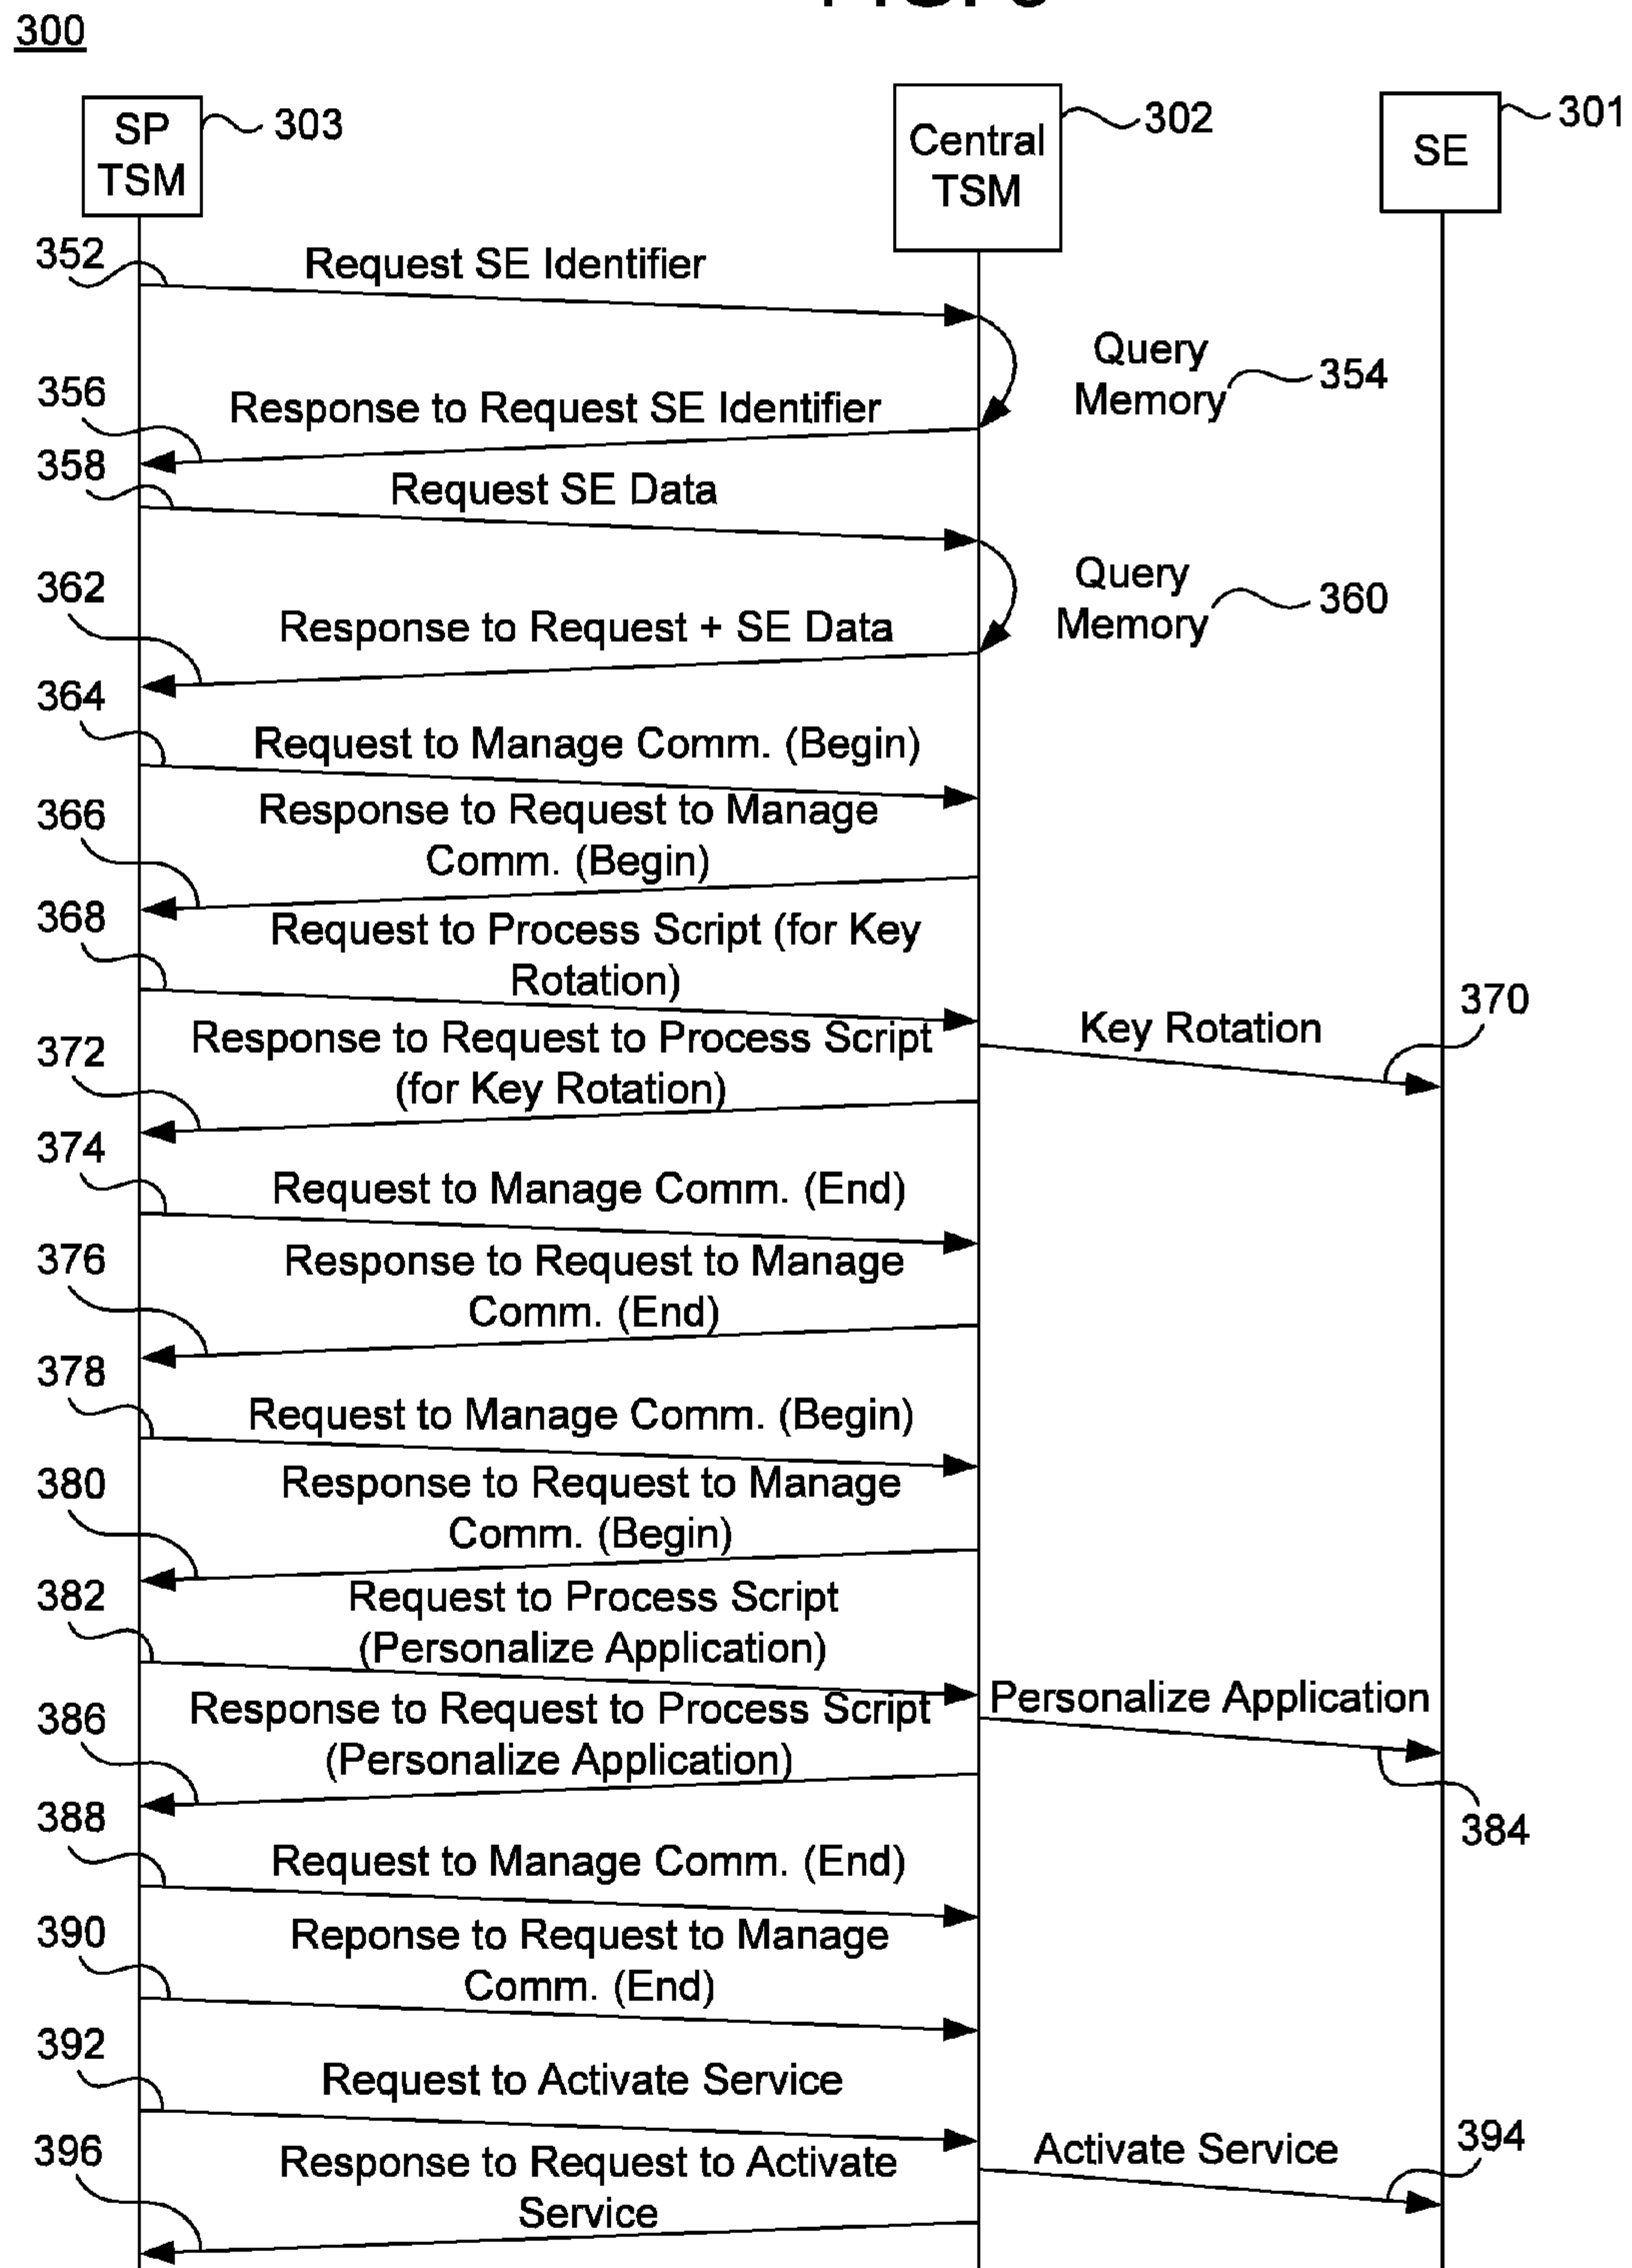 300
SP
TSM
303
Central
TSM
302
SE
301
352
Request SE Identifier
Query
Memory
354
356
Response to Request SE Identifier
358
Request SE Data
Query
Memory
360
362
Response to Request + SE Data
364
Request to Manage Comm. (Begin)
366
Response to Request to Manage
Comm. (Begin)
368
Request to Process Script (for Key
Rotation)
Key Rotation
370
372
Response to Request to Process Script
(for Key Rotation)
374
Request to Manage Comm. (End)
376
Response to Request to Manage
Comm. (End)
378
Request to Manage Comm. (Begin)
380
Response to Request to Manage
Comm. (Begin)
382
Request to Process Script
(Personalize Application)
Personalize Application
384
386
Response to Request to Process Script
(Personalize Application)
388
Request to Manage Comm. (End)
390
Reponse to Request to Manage
Comm. (End)
392
Request to Activate Service
Activate Service
394
396
Response to Request to Activate
Service